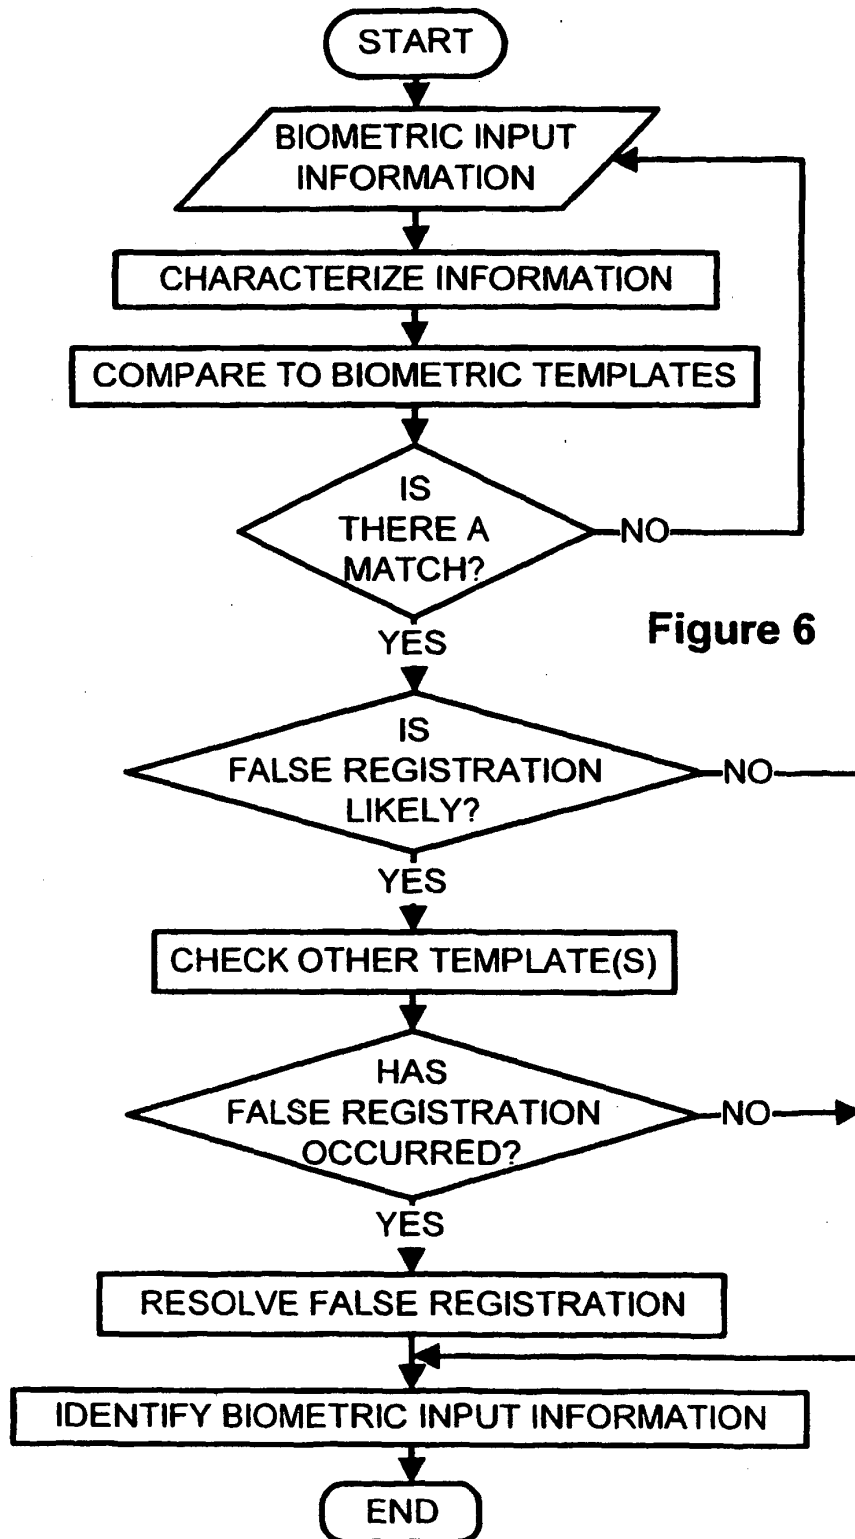 START
BIOMETRIC INPUT
INFORMATION
CHARACTERIZE INFORMATION
COMPARE TO BIOMETRIC TEMPLATES
IS
THERE A
MATCH?
NO
YES
Figure 6
IS
FALSE REGISTRATION
LIKELY?
NO
YES
CHECK OTHER TEMPLATE(S)
HAS
FALSE REGISTRATION
OCCURRED?
NO
YES
RESOLVE FALSE REGISTRATION
IDENTIFY BIOMETRIC INPUT INFORMATION
END